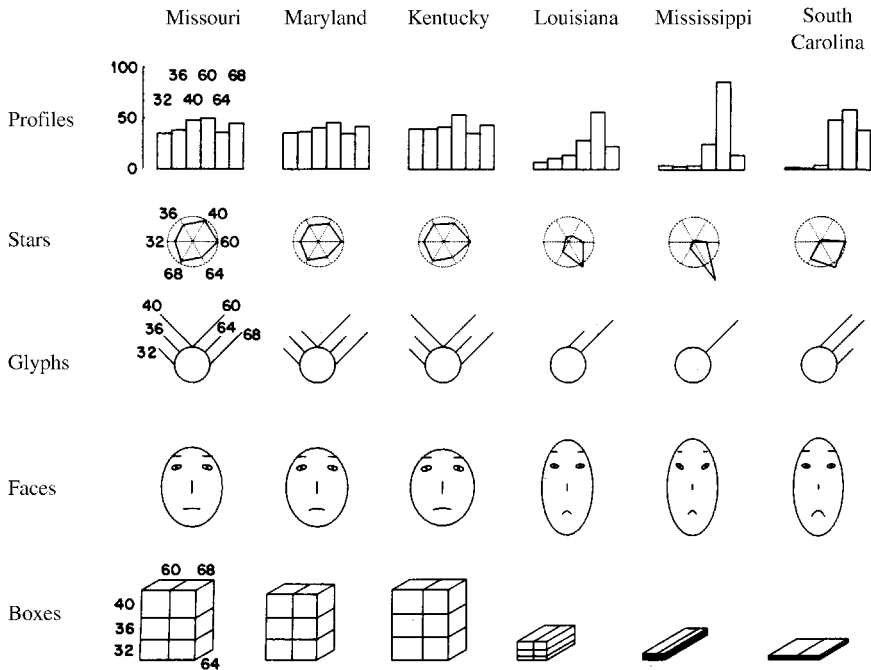 Missouri Maryland Kentucky Louisiana Mississippi South Carolina
100
36 60 68
32 40 64
Profiles
50
0
36 40
Stars
32 60
68 64
40 60
36 64 68
32
Glyphs
Faces
60 68
Boxes
40
36
32
64